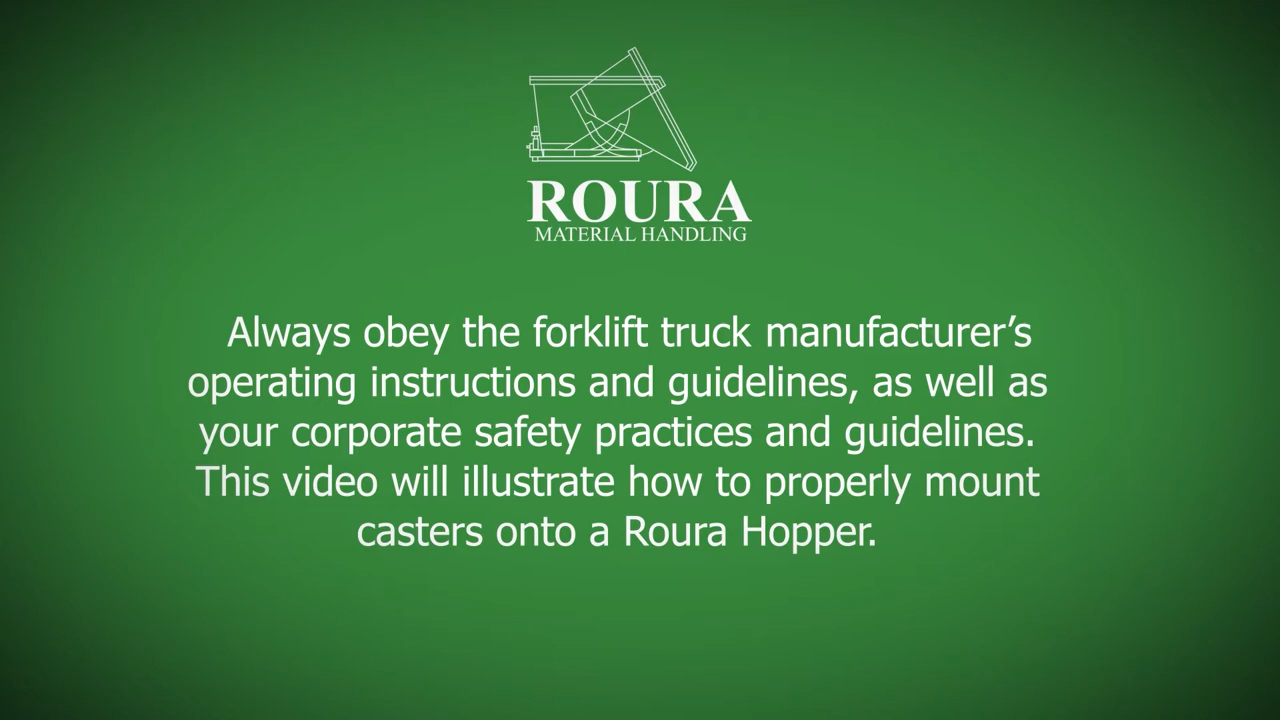 ROURA
MATERIAL HANDLING
Always obey the forklift truck manufacturer’s
operating instructions and guidelines, as well as
your corporate safety practices and guidelines.
This video will illustrate how to properly mount
casters onto a Roura Hopper.